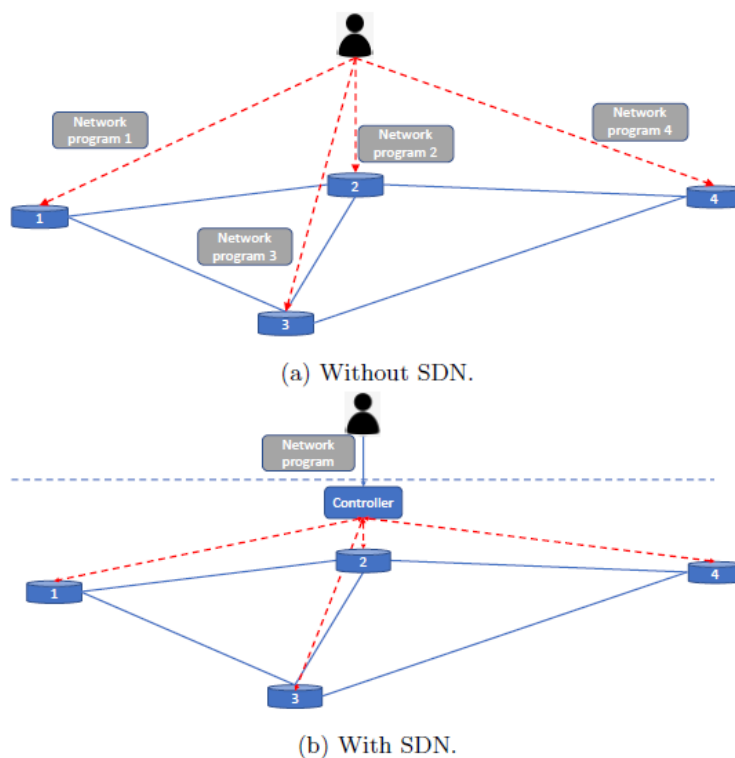 Network
program 1
Network
program 2
Network
program 4
2
1
4
Network
program 3
3
(a) Without SDN.
Network
program
Controller
2
1
4
3
(b) With SDN.